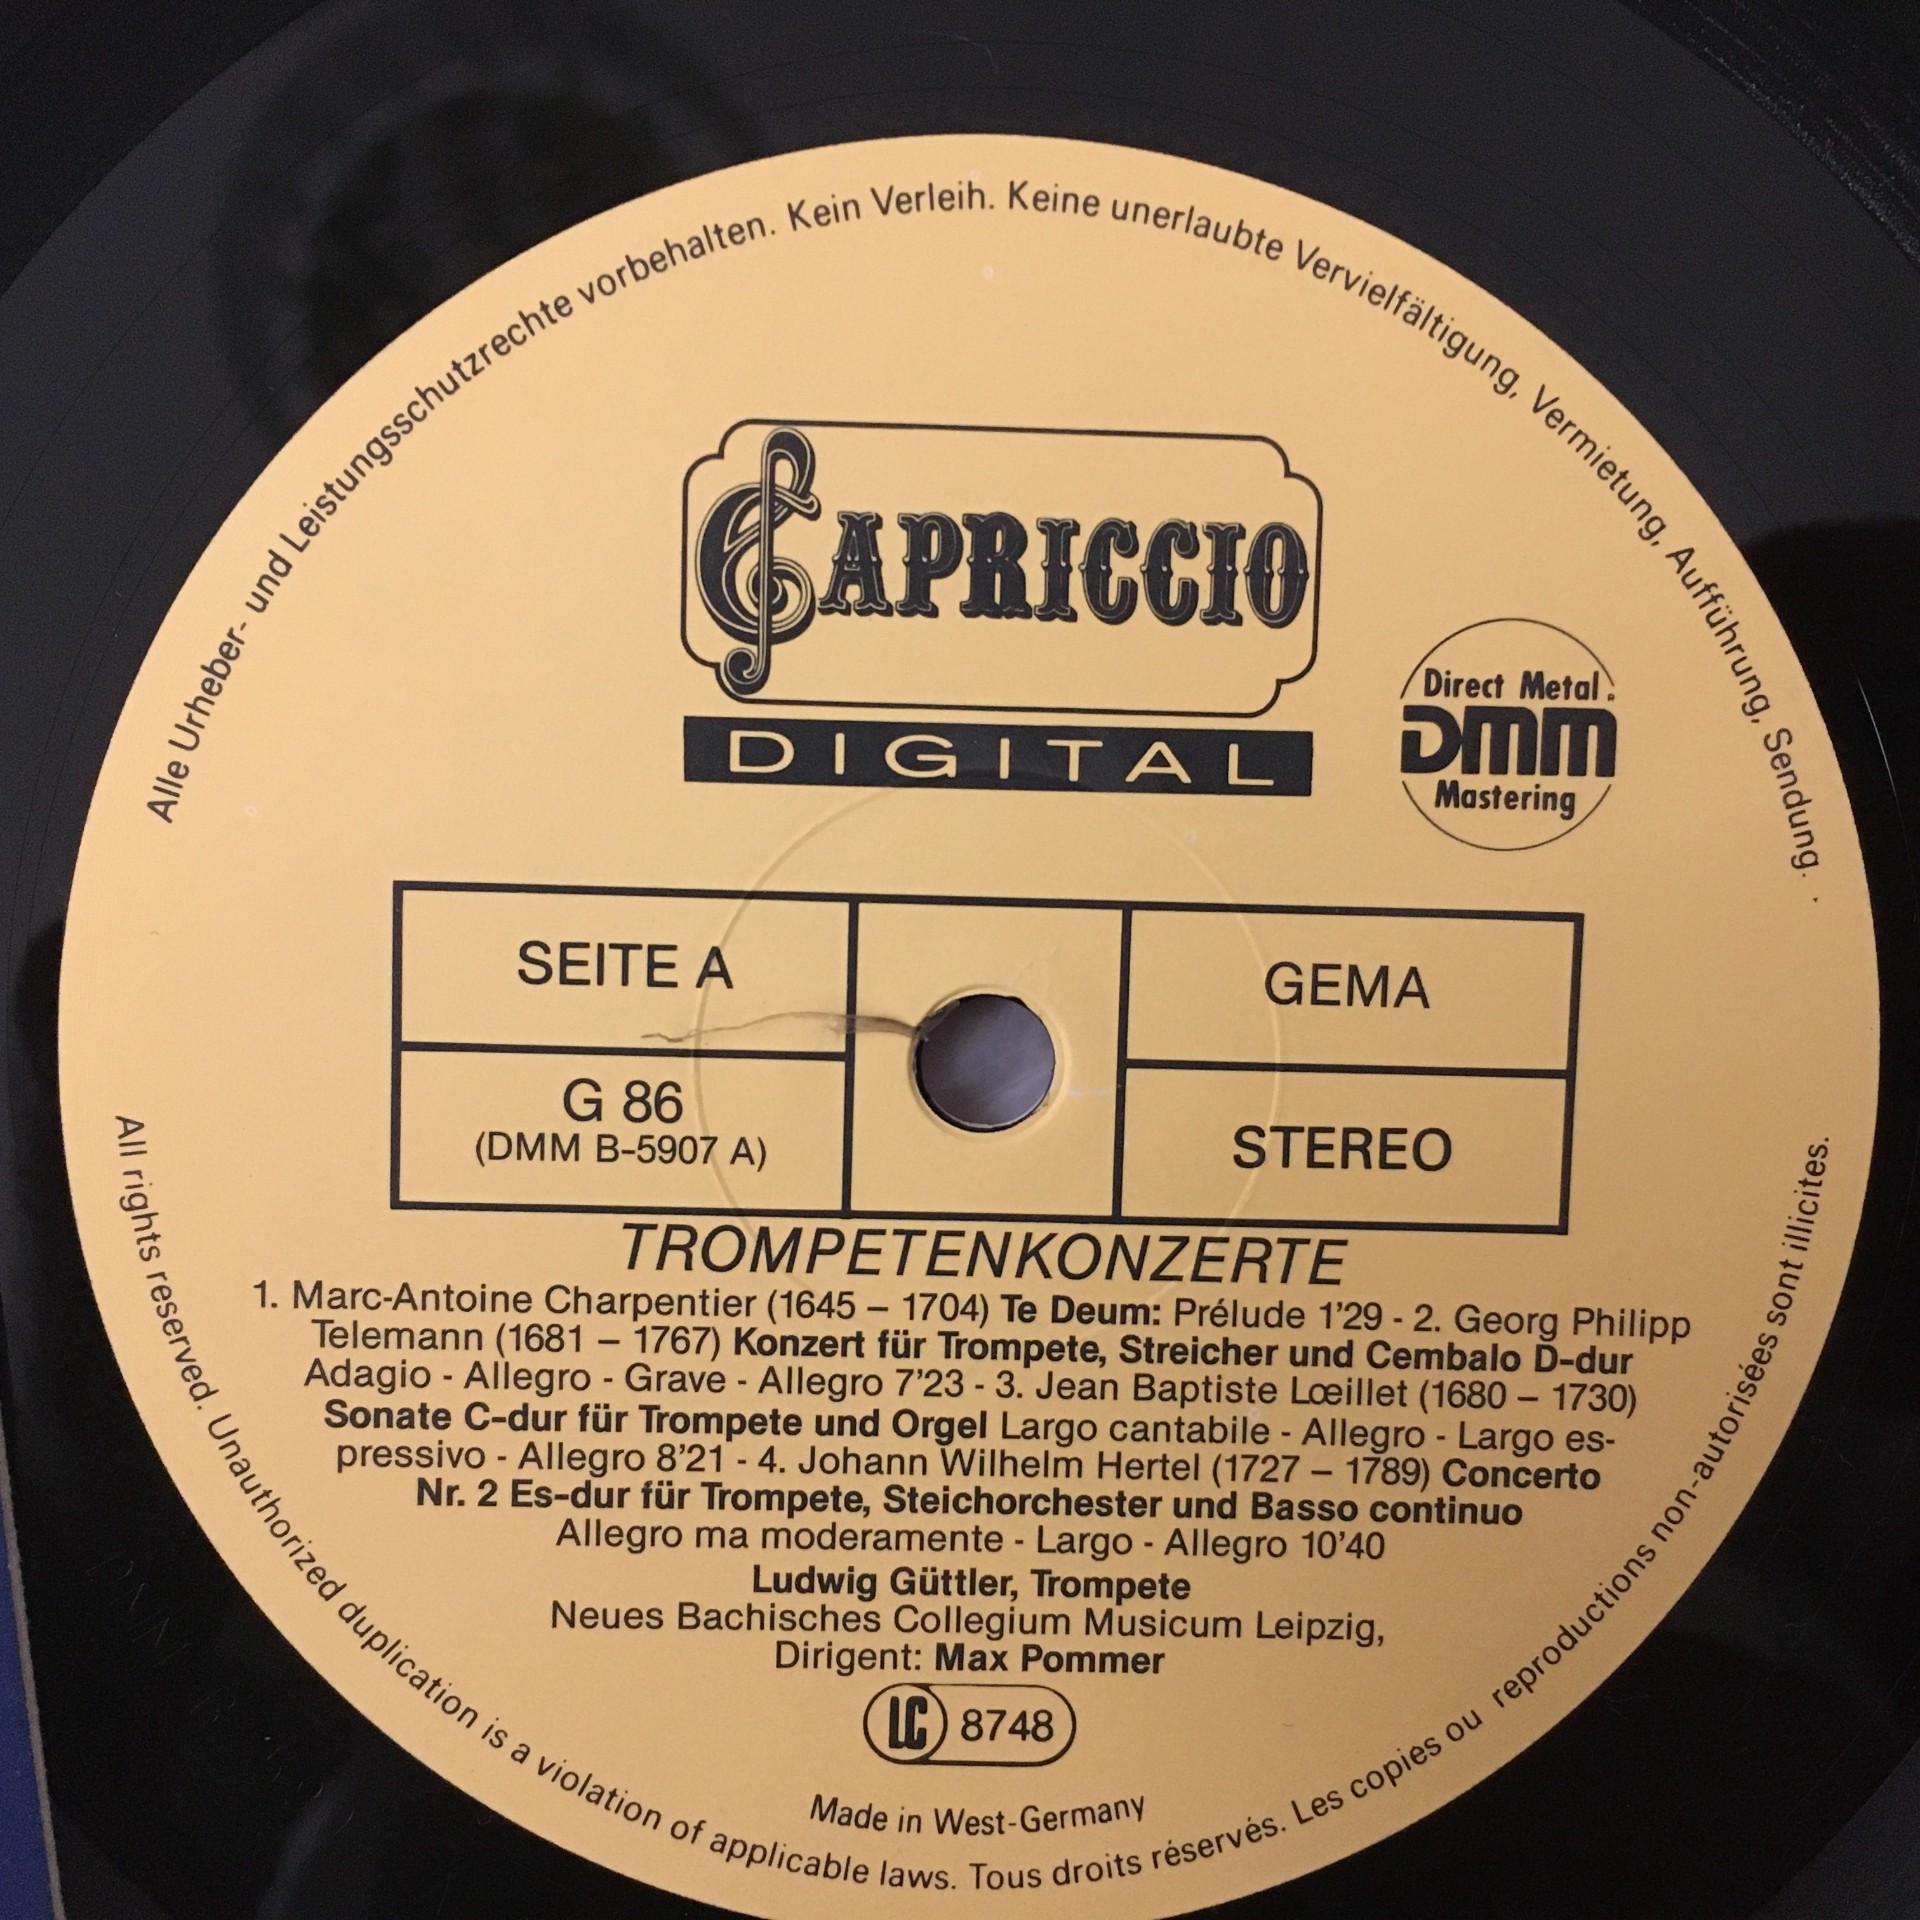 Alle Urheber- und Leistungsschutzrechte vorbehalten. Kein Verleih. Keine unerlaubte Vervielfältigung, Vermietung, Aufführung, Sendung.
CAPRICCIO
DIGITAL
Direct Metal
DMM
Mastering
SEITE A
GEMA
G 86
(DMM B-5907 A)
STEREO
TROMPETENKONZERTE
1. Marc-Antoine Charpentier (1645 – 1704) Te Deum: Prélude 1'29 - 2. Georg Philipp
Telemann (1681 – 1767) Konzert für Trompete, Streicher und Cembalo D-dur
Adagio - Allegro - Grave - Allegro 7'23 - 3. Jean Baptiste Lœillet (1680 – 1730)
Sonate C-dur für Trompete und Orgel Largo cantabile - Allegro - Largo es-
pressivo - Allegro 8'21 - 4. Johann Wilhelm Hertel (1727 – 1789) Concerto
Nr. 2 Es-dur für Trompete, Steichorchester und Basso continuo
Allegro ma moderamente - Largo - Allegro 10'40
Ludwig Güttler, Trompete
Neues Bachisches Collegium Musicum Leipzig,
Dirigent: Max Pommer
LC 8748
Made in West-Germany
All rights reserved. Unauthorized duplication is a violation of applicable laws. Tous droits réservés. Les copies ou reproductions non-autorisées sont illicites.